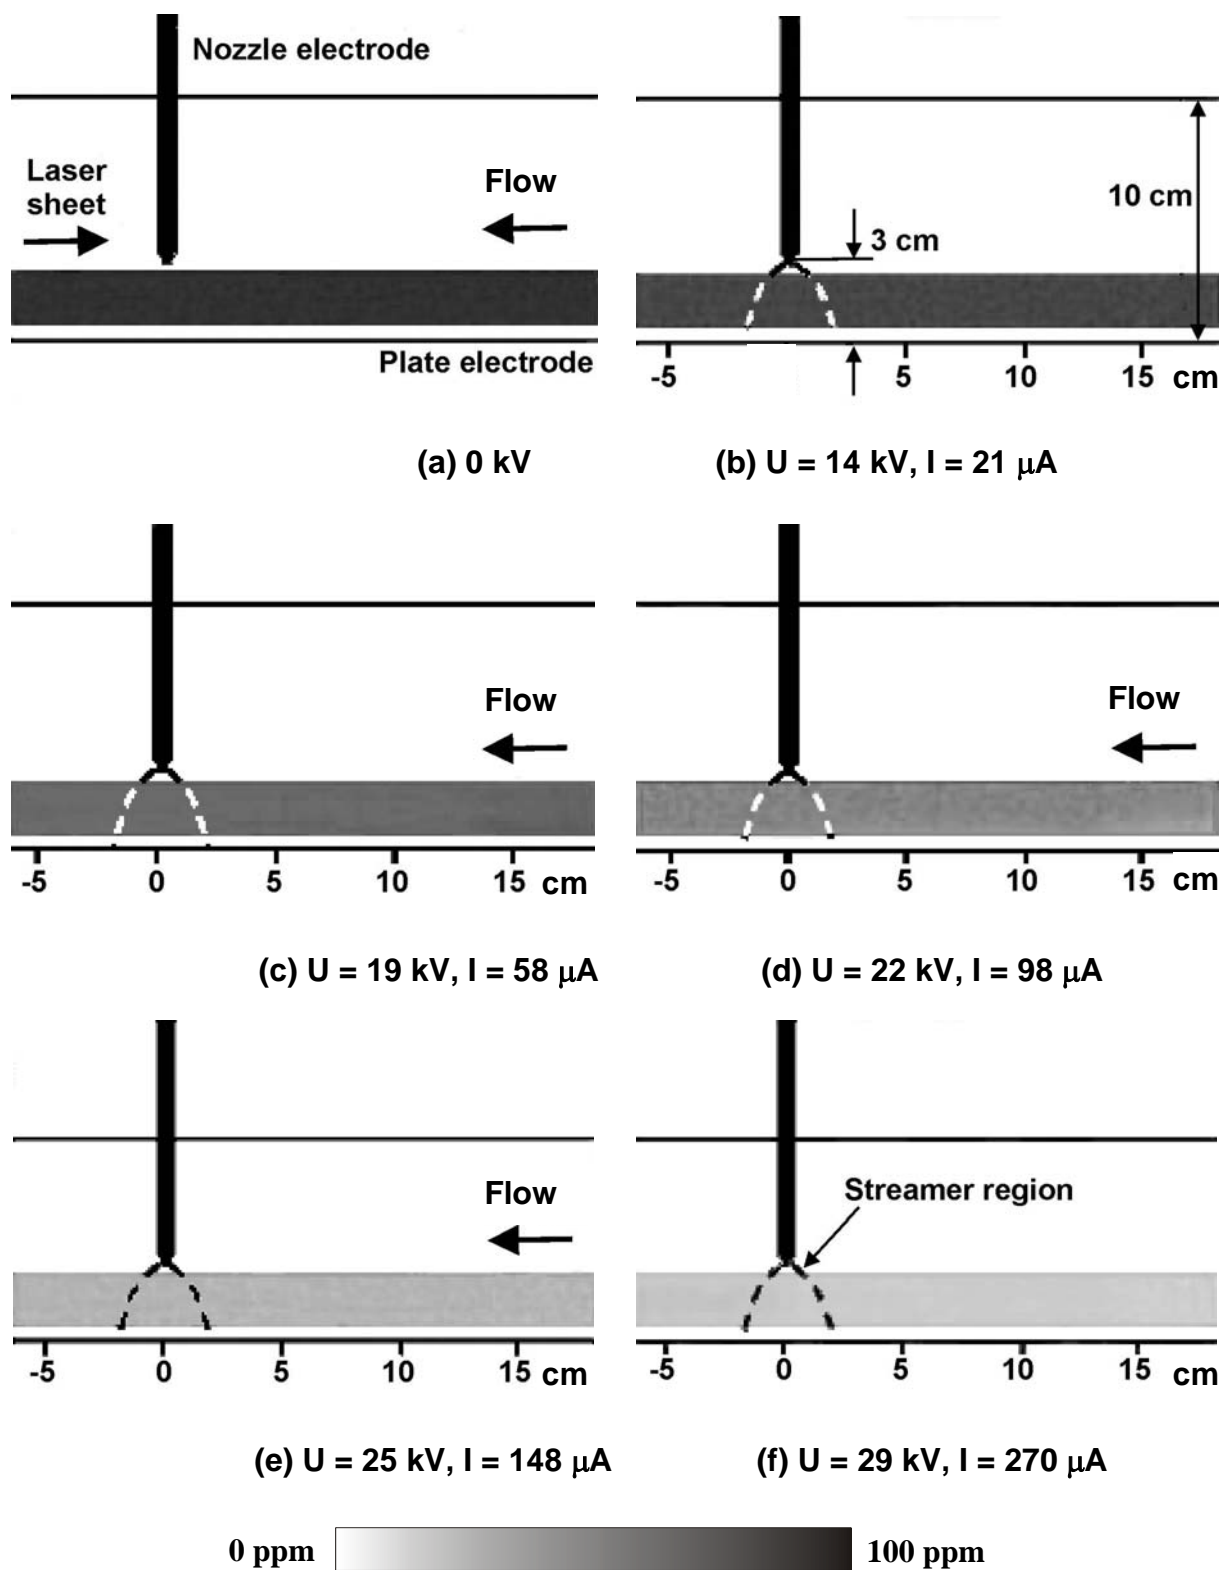 Nozzle electrode
Laser
sheet
Flow
Plate electrode
(a) 0 kV
10 cm
3 cm
-5 5 10 15 cm
(b) U = 14 kV, I = 21 μA
Flow
-5 0 5 10 15 cm
(c) U = 19 kV, I = 58 μA
Flow
-5 0 5 10 15 cm
(d) U = 22 kV, I = 98 μA
Flow
-5 0 5 10 15 cm
(e) U = 25 kV, I = 148 μA
Streamer region
-5 0 5 10 15 cm
(f) U = 29 kV, I = 270 μA
0 ppm 100 ppm